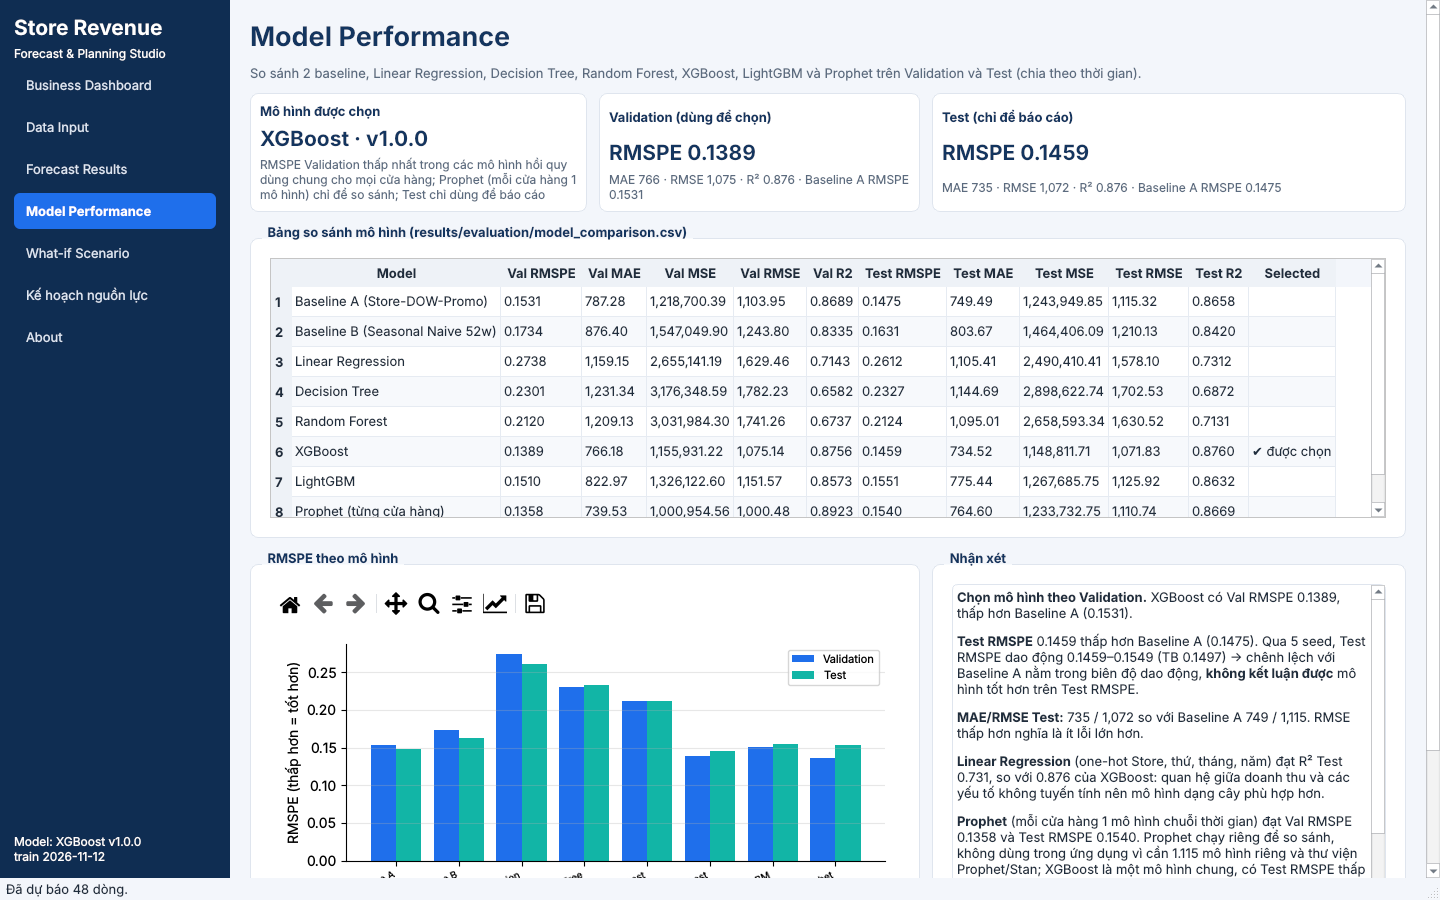 Store Revenue
Forecast & Planning Studio
Business Dashboard
Data Input
Forecast Results
Model Performance
What-if Scenario
Kế hoạch nguồn lực
About
Model: XGBoost v1.0.0
train 2026-11-12
Đã dự báo 48 dòng.
Model Performance
So sánh 2 baseline, Linear Regression, Decision Tree, Random Forest, XGBoost, LightGBM và Prophet trên Validation và Test (chia theo thời gian).
Mô hình được chọn
XGBoost · v1.0.0
RMSPE Validation thấp nhất trong các mô hình hồi quy
dùng chung cho mọi cửa hàng; Prophet (mỗi cửa hàng 1
mô hình) chỉ để so sánh; Test chỉ dùng để báo cáo
Validation (dùng để chọn)
RMSPE 0.1389
MAE 766 · RMSE 1,075 · R² 0.876 · Baseline A RMSPE
0.1531
Test (chỉ để báo cáo)
RMSPE 0.1459
MAE 735 · RMSE 1,072 · R² 0.876 · Baseline A RMSPE 0.1475
Bảng so sánh mô hình (results/evaluation/model_comparison.csv)
Model Val RMSPE Val MAE Val MSE Val RMSE Val R2 Test RMSPE Test MAE Test MSE Test RMSE Test R2 Selected
1 Baseline A (Store-DOW-Promo) 0.1531 787.28 1,218,700.39 1,103.95 0.8689 0.1475 749.49 1,243,949.85 1,115.32 0.8658
2 Baseline B (Seasonal Naive 52w) 0.1734 876.40 1,547,049.90 1,243.80 0.8335 0.1631 803.67 1,464,406.09 1,210.13 0.8420
3 Linear Regression 0.2738 1,159.15 2,655,141.19 1,629.46 0.7143 0.2612 1,105.41 2,490,410.41 1,578.10 0.7312
4 Decision Tree 0.2301 1,231.34 3,176,348.59 1,782.23 0.6582 0.2327 1,144.69 2,898,622.74 1,702.53 0.6872
5 Random Forest 0.2120 1,209.13 3,031,984.30 1,741.26 0.6737 0.2124 1,095.01 2,658,593.34 1,630.52 0.7131
6 XGBoost 0.1389 766.18 1,155,931.22 1,075.14 0.8756 0.1459 734.52 1,148,811.71 1,071.83 0.8760 ✔ được chọn
7 LightGBM 0.1510 822.97 1,326,122.60 1,151.57 0.8573 0.1551 775.44 1,267,685.75 1,125.92 0.8632
8 Prophet (từng cửa hàng) 0.1358 739.53 1,000,954.56 1,000.48 0.8923 0.1540 764.60 1,233,732.75 1,110.74 0.8669
RMSPE theo mô hình
RMSPE (thấp hơn = tốt hơn)
0.25
0.20
0.15
0.10
0.05
0.00
Validation
Test
Nhận xét
Chọn mô hình theo Validation. XGBoost có Val RMSPE 0.1389,
thấp hơn Baseline A (0.1531).
Test RMSPE 0.1459 thấp hơn Baseline A (0.1475). Qua 5 seed, Test
RMSPE dao động 0.1459–0.1549 (TB 0.1497) → chênh lệch với
Baseline A nằm trong biên độ dao động, không kết luận được mô
hình tốt hơn trên Test RMSPE.
MAE/RMSE Test: 735 / 1,072 so với Baseline A 749 / 1,115. RMSE
thấp hơn nghĩa là ít lỗi lớn hơn.
Linear Regression (one-hot Store, thứ, tháng, năm) đạt R² Test
0.731, so với 0.876 của XGBoost: quan hệ giữa doanh thu và các
yếu tố không tuyến tính nên mô hình dạng cây phù hợp hơn.
Prophet (mỗi cửa hàng 1 mô hình chuỗi thời gian) đạt Val RMSPE
0.1358 và Test RMSPE 0.1540. Prophet chạy riêng để so sánh,
không dùng trong ứng dụng vì cần 1.115 mô hình riêng và thư viện
Prophet/Stan; XGBoost là một mô hình chung, có Test RMSPE thấp